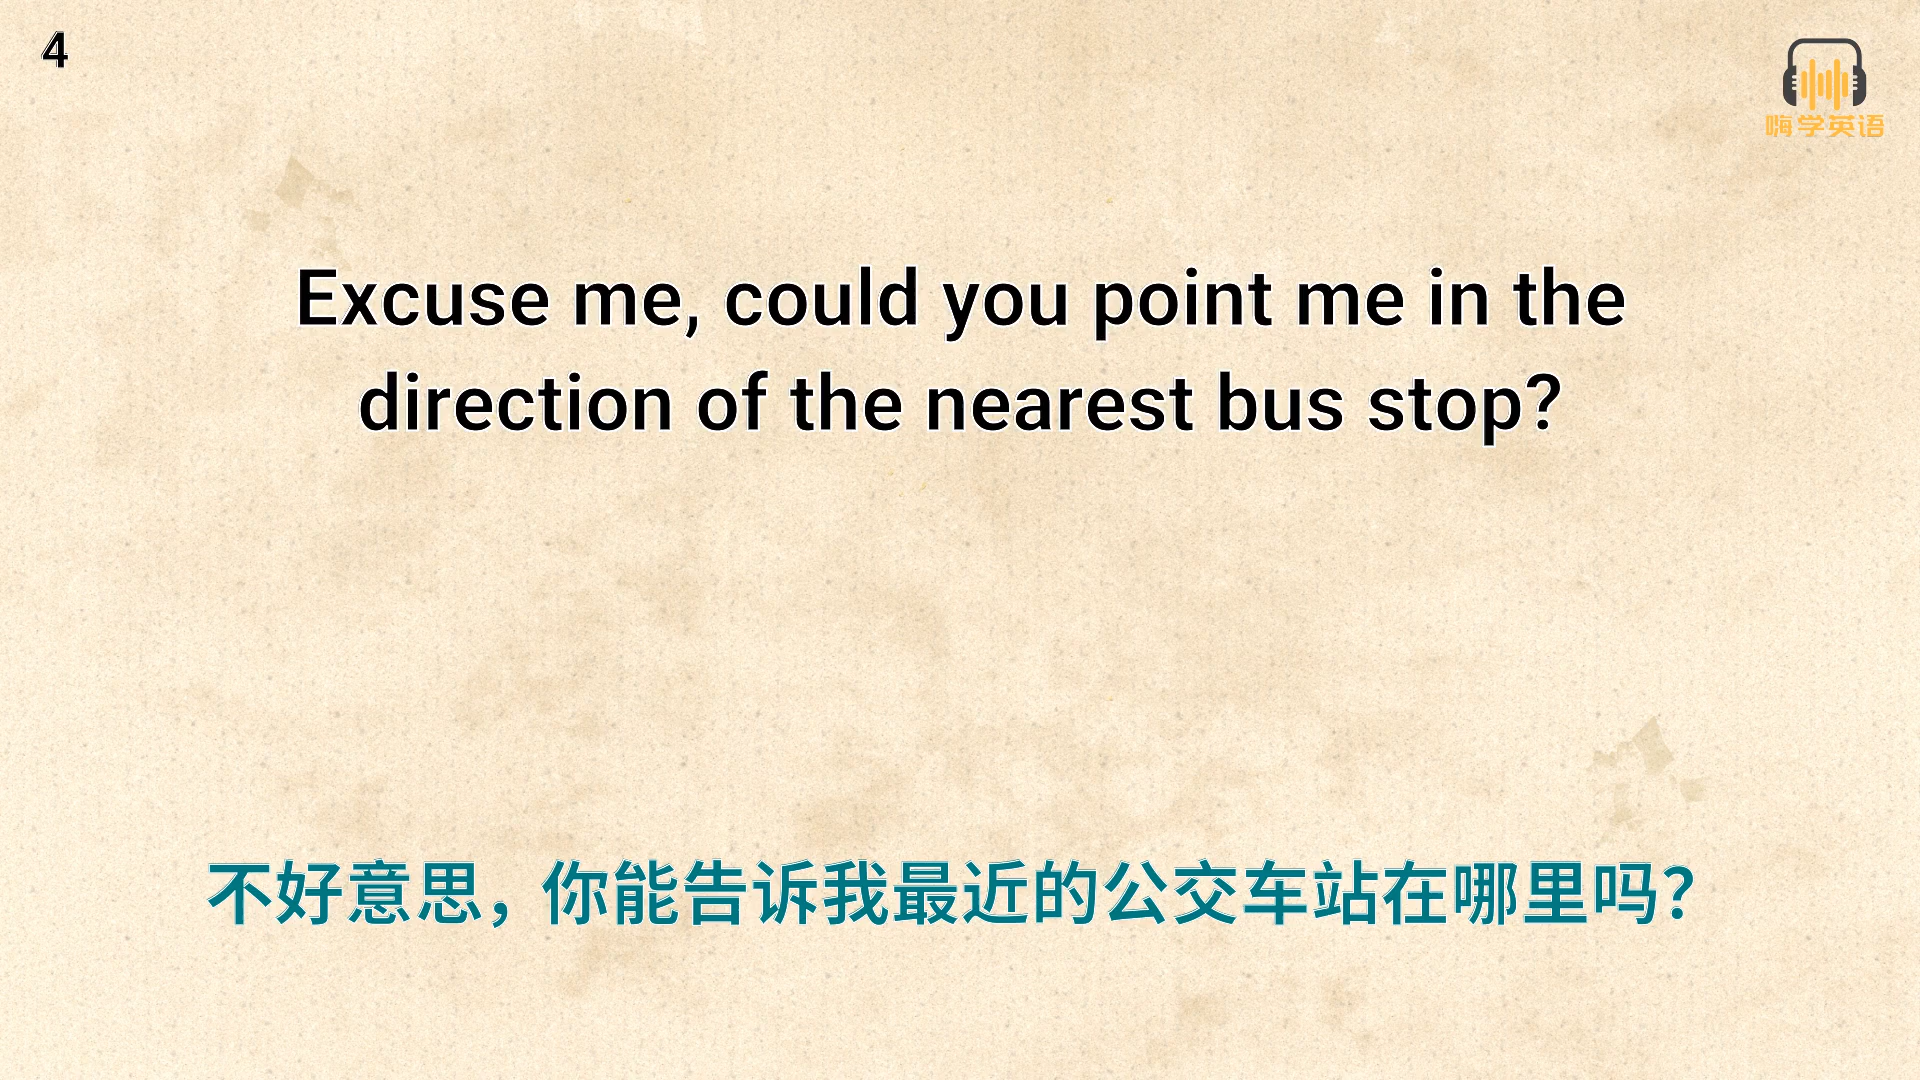 4
嗨学英语
Excuse me, could you point me in the
direction of the nearest bus stop?
不好意思，你能告诉我最近的公交车站在哪里吗？